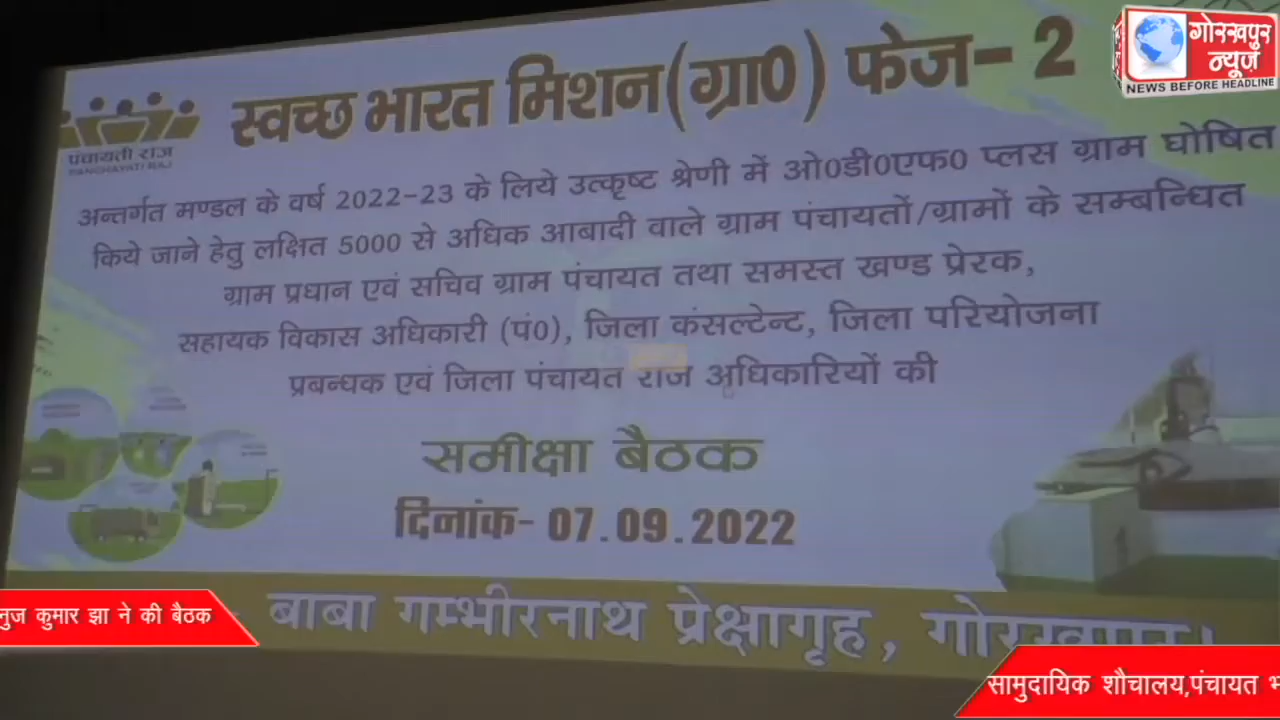 गोरखपुर
न्यूज
NEWS BEFORE HEADLINE
स्वच्छ भारत मिशन(ग्रा0) फेज- 2
पंचायती राज
PANCHAYATI RAJ
अन्तर्गत मण्डल के वर्ष 2022-23 के लिये उत्कृष्ट श्रेणी में ओ0डी0एफ0 प्लस ग्राम घोषित
किये जाने हेतु लक्षित 5000 से अधिक आबादी वाले ग्राम पंचायतों/ग्रामों के सम्बन्धित
ग्राम प्रधान एवं सचिव ग्राम पंचायत तथा समस्त खण्ड प्रेरक,
सहायक विकास अधिकारी (पं0), जिला कंसल्टेन्ट, जिला परियोजना
प्रबन्धक एवं जिला पंचायत राज अधिकारियों की
समीक्षा बैठक
दिनांक- 07.09.2022
- बाबा गम्भीरनाथ प्रेक्षागृह, गोरखपुर।
नुज कुमार झा ने की बैठक
सामुदायिक शौचालय,पंचायत भ